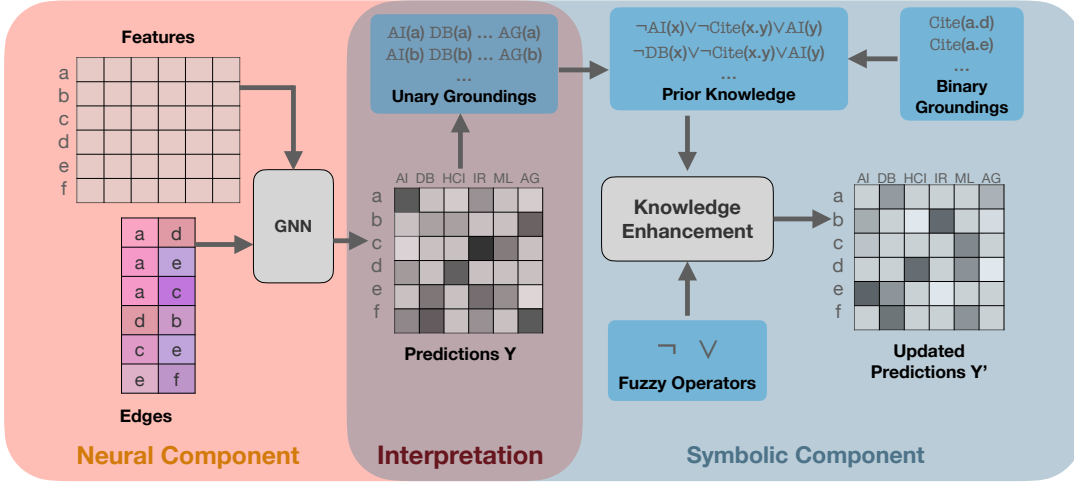 Features
a
b
c
d
e
f
a d
a e
a c
d b
c e
e f
Edges
GNN
Neural Component
AI(a) DB(a) ... AG(a)
AI(b) DB(b) ... AG(b)
...
Unary Groundings
AI DB HCI IR ML AG
a
b
c
d
e
f
Predictions Y
Interpretation
¬AI(x)∨¬Cite(x.y)∨AI(y)
¬DB(x)∨¬Cite(x.y)∨AI(y)
...
Prior Knowledge
Cite(a.d)
Cite(a.e)
...
Binary
Groundings
Knowledge
Enhancement
¬ ∨
Fuzzy Operators
AI DB HCI IR ML AG
a
b
c
d
e
f
Updated
Predictions Y'
Symbolic Component